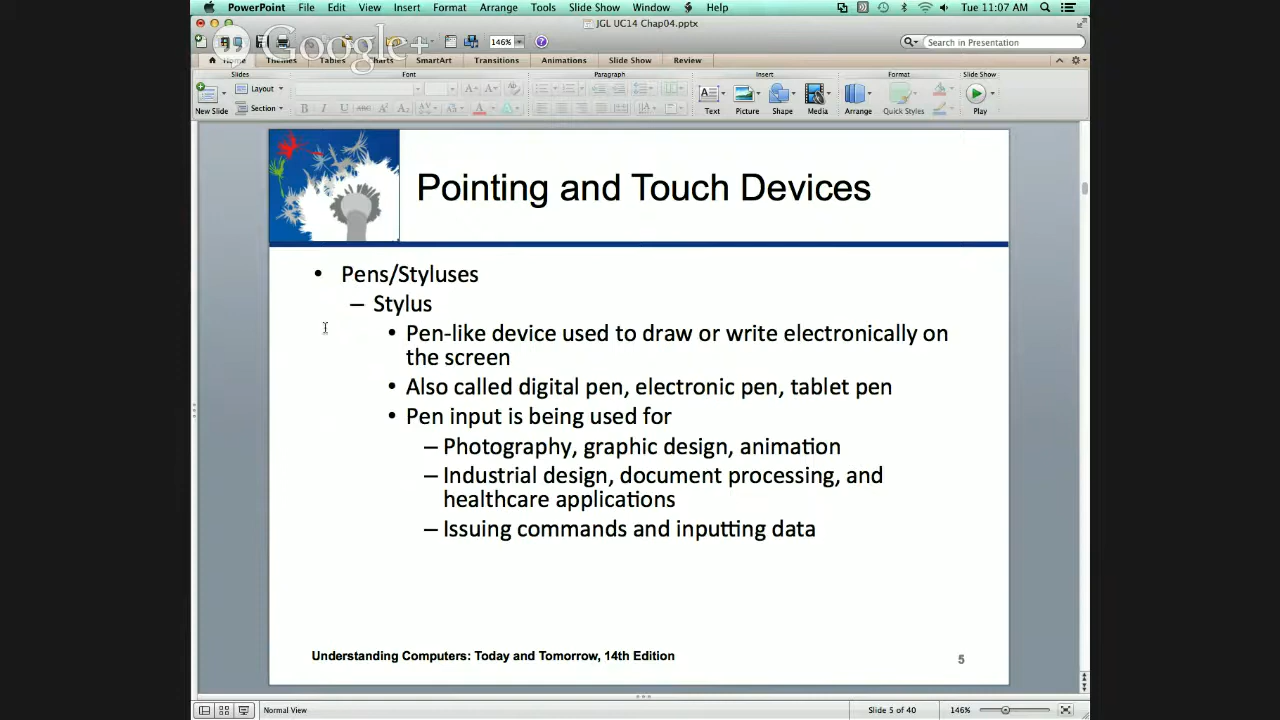 PowerPoint File Edit View Insert Format Arrange Tools Slide Show Window Help Tue 11:07 AM
JGL UC14 Chap04.pptx
Google+
146% Search in Presentation
Home Themes Tables Charts SmartArt Transitions Animations Slide Show Review
Slides Font Paragraph Insert Format Slide Show
New Slide Layout Section Text Picture Shape Media Arrange Quick Styles Play
Pointing and Touch Devices
• Pens/Styluses
– Stylus
• Pen-like device used to draw or write electronically on
the screen
• Also called digital pen, electronic pen, tablet pen
• Pen input is being used for
– Photography, graphic design, animation
– Industrial design, document processing, and
healthcare applications
– Issuing commands and inputting data
Understanding Computers: Today and Tomorrow, 14th Edition 5
Normal View Slide 5 of 40 146%